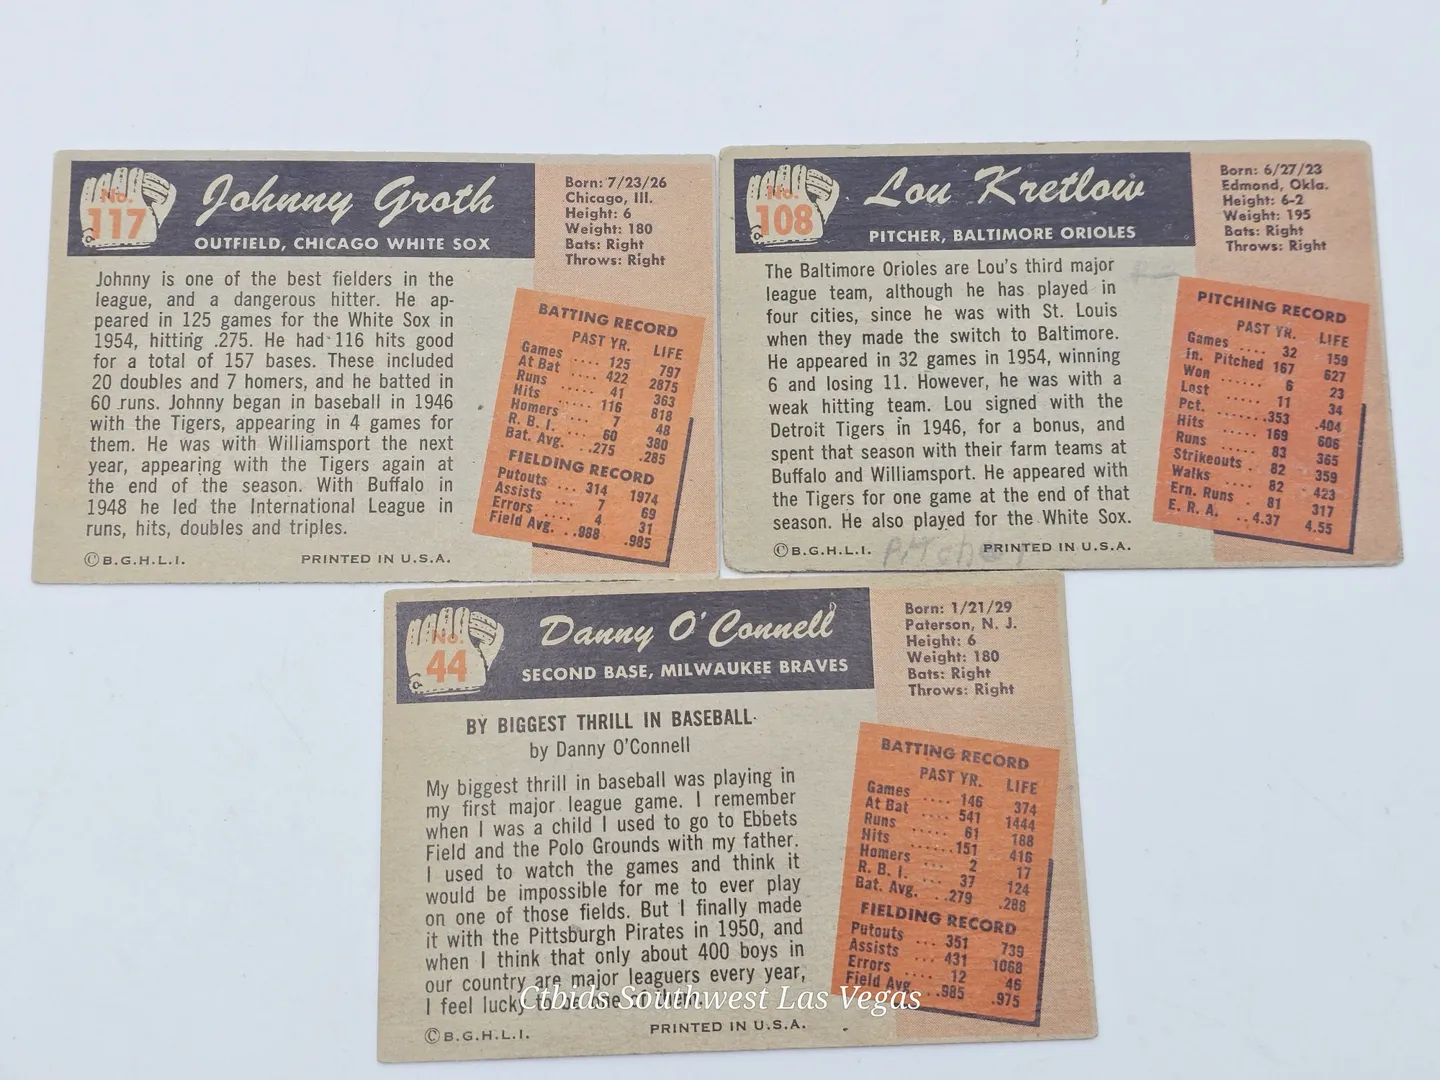 No.
117
Johnny Groth
OUTFIELD, CHICAGO WHITE SOX
Born: 7/23/26
Chicago, Ill.
Height: 6
Weight: 180
Bats: Right
Throws: Right
Johnny is one of the best fielders in the
league, and a dangerous hitter. He ap-
peared in 125 games for the White Sox in
1954, hitting .275. He had 116 hits good
for a total of 157 bases. These included
20 doubles and 7 homers, and he batted in
60 runs. Johnny began in baseball in 1946
with the Tigers, appearing in 4 games for
them. He was with Williamsport the next
year, appearing with the Tigers again at
the end of the season. With Buffalo in
1948 he led the International League in
runs, hits, doubles and triples.
BATTING RECORD
PAST YR. LIFE
Games .... 125 797
At Bat .... 422 2875
Runs ..... 41 363
Hits ..... 116 818
Homers ... 7 48
R. B. I. ... 60 380
Bat. Avg. .275 .285
FIELDING RECORD
Putouts ... 314 1974
Assists ... 7 69
Errors .... 4 31
Field Avg. ..988 .985
©B.G.H.L.I. PRINTED IN U.S.A.
No.
108
Lou Kretlow
PITCHER, BALTIMORE ORIOLES
Born: 6/27/23
Edmond, Okla.
Height: 6-2
Weight: 195
Bats: Right
Throws: Right
The Baltimore Orioles are Lou's third major
league team, although he has played in
four cities, since he was with St. Louis
when they made the switch to Baltimore.
He appeared in 32 games in 1954, winning
6 and losing 11. However, he was with a
weak hitting team. Lou signed with the
Detroit Tigers in 1946, for a bonus, and
spent that season with their farm teams at
Buffalo and Williamsport. He appeared with
the Tigers for one game at the end of that
season. He also played for the White Sox.
PITCHING RECORD
PAST YR. LIFE
Games .... 32 159
In. Pitched 167 627
Won ...... 6 23
Lost ...... 11 34
Pct. .......353 .404
Hits ..... 169 606
Runs ..... 83 365
Strikeouts . 82 359
Walks .... 82 423
Ern. Runs . 81 317
E. R. A. ..4.37 4.55
©B.G.H.L.I. PRINTED IN U.S.A.
Pitcher
No.
44
Danny O'Connell
SECOND BASE, MILWAUKEE BRAVES
Born: 1/21/29
Paterson, N. J.
Height: 6
Weight: 180
Bats: Right
Throws: Right
BY BIGGEST THRILL IN BASEBALL
by Danny O'Connell
My biggest thrill in baseball was playing in
my first major league game. I remember
when I was a child I used to go to Ebbets
Field and the Polo Grounds with my father.
I used to watch the games and think it
would be impossible for me to ever play
on one of those fields. But I finally made
it with the Pittsburgh Pirates in 1950, and
when I think that only about 400 boys in
our country are major leaguers every year,
I feel lucky to be one of them.
BATTING RECORD
PAST YR. LIFE
Games .... 146 374
At Bat .... 541 1444
Runs ..... 61 188
Hits ......151 416
Homers ... 2 17
R. B. I. ... 37 124
Bat. Avg. .279 .288
FIELDING RECORD
Putouts ... 351 739
Assists ... 431 1068
Errors .... 12 46
Field Avg. ..985 .975
©B.G.H.L.I. PRINTED IN U.S.A.
Ctbids Southwest Las Vegas